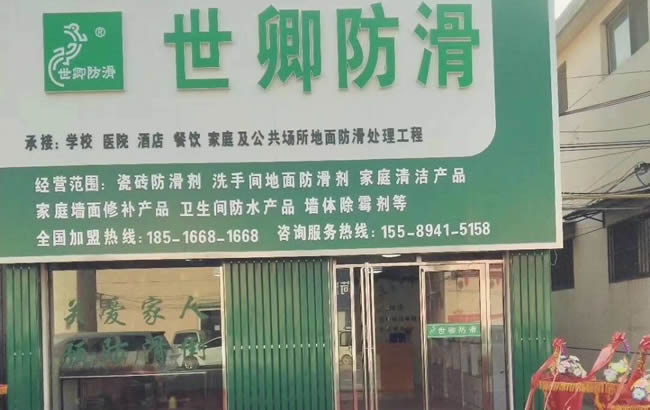 世卿防滑
®
世卿防滑
承接：学校 医院 酒店 餐饮 家庭及公共场所地面防滑处理工程
经营范围：瓷砖防滑剂 洗手间地面防滑剂 家庭清洁产品
家庭墙面修补产品 卫生间防水产品 墙体除霉剂等
全国加盟热线：185-1668-1668 咨询服务热线：155-8941-5158
关爱家人
世卿防滑